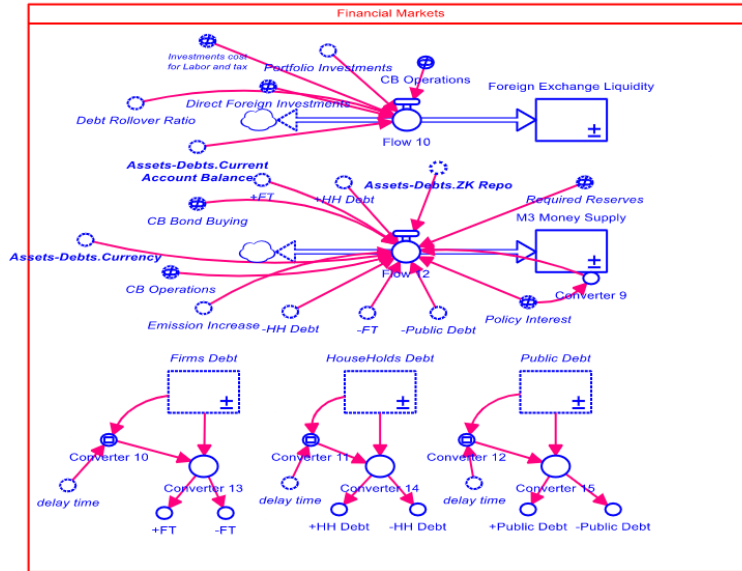 Financial Markets
Investments cost
for Labor and tax
Portfolio Investments
CB Operations
Foreign Exchange Liquidity
Direct Foreign Investments
Debt Rollover Ratio
Flow 10
Assets-Debts.Current
Account Balance
Assets-Debts.ZK Repo
+FT
+HH Debt
Required Reserves
CB Bond Buying
M3 Money Supply
Assets-Debts.Currency
Flow 12
CB Operations
Converter 9
Emission Increase
-HH Debt
-FT
-Public Debt
Policy Interest
Firms Debt
HouseHolds Debt
Public Debt
Converter 10
Converter 11
Converter 12
Converter 13
Converter 14
Converter 15
delay time
delay time
delay time
+FT
-FT
+HH Debt
-HH Debt
+Public Debt
-Public Debt